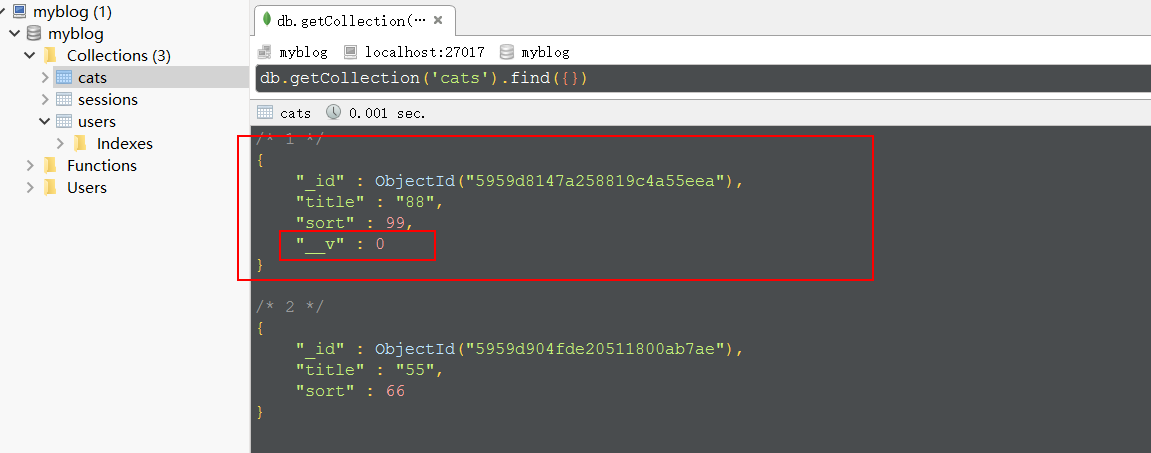 myblog (1)
myblog
Collections (3)
cats
sessions
users
Indexes
Functions
Users
db.getCollection(⋯ ×
myblog localhost:27017 myblog
db.getCollection('cats').find({})
cats 0.001 sec.
/* 1 */
{
"_id" : ObjectId("5959d8147a258819c4a55eea"),
"title" : "88",
"sort" : 99,
"__v" : 0
}
/* 2 */
{
"_id" : ObjectId("5959d904fde20511800ab7ae"),
"title" : "55",
"sort" : 66
}